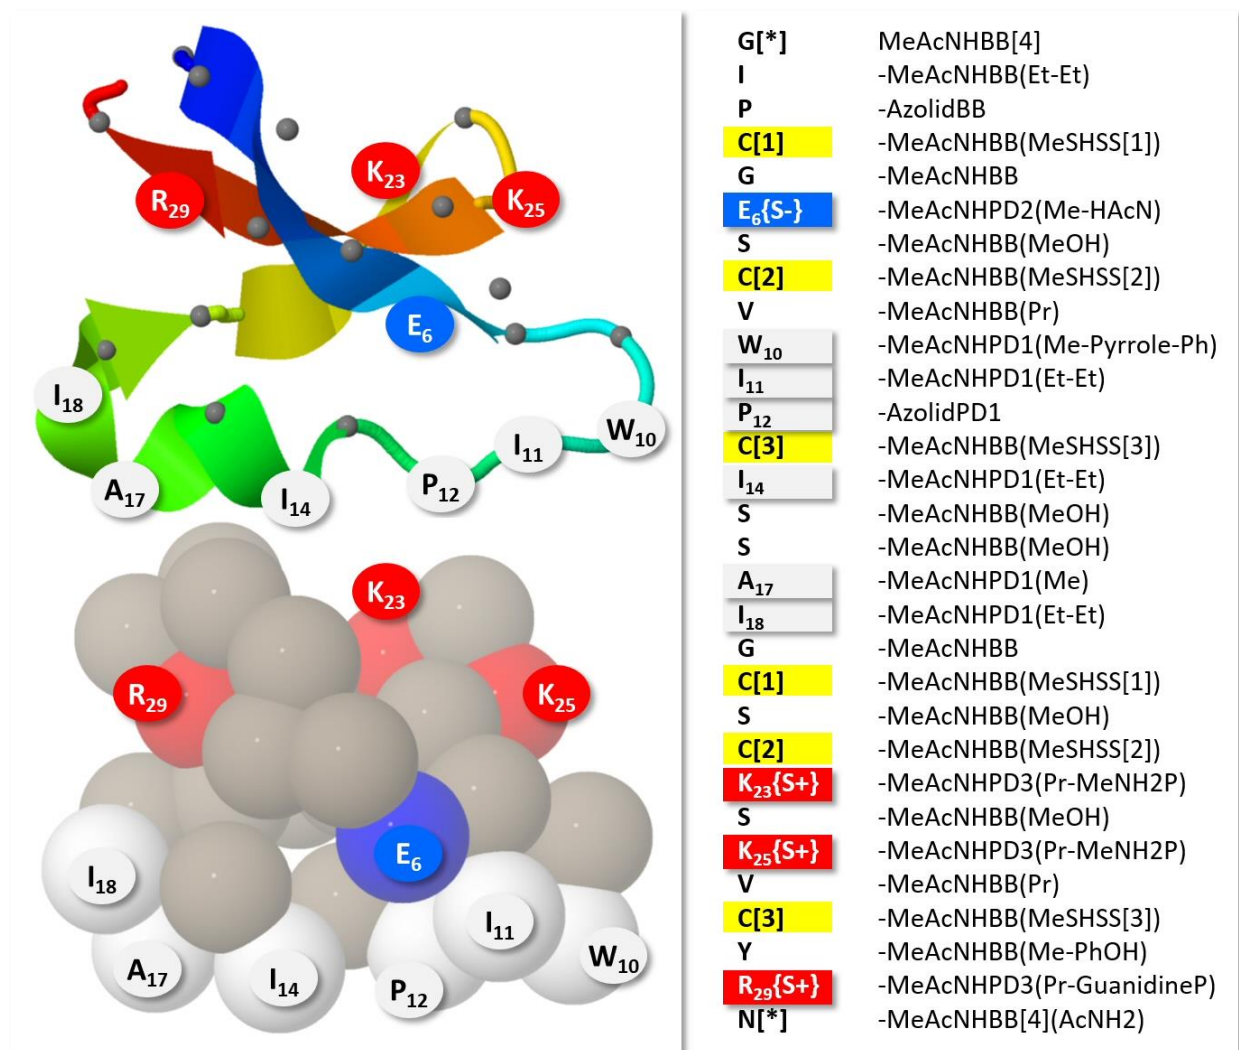 R29
K23
K25
E6
I18
A17
I14
P12
I11
W10
K23
R29
K25
E6
I18
A17
I14
P12
I11
W10
G[*] MeAcNHBB[4]
I -MeAcNHBB(Et-Et)
P -AzolidBB
C[1] -MeAcNHBB(MeSHSS[1])
G -MeAcNHBB
E6{S-} -MeAcNHPD2(Me-HAcN)
S -MeAcNHBB(MeOH)
C[2] -MeAcNHBB(MeSHSS[2])
V -MeAcNHBB(Pr)
W10 -MeAcNHPD1(Me-Pyrrole-Ph)
I11 -MeAcNHPD1(Et-Et)
P12 -AzolidPD1
C[3] -MeAcNHBB(MeSHSS[3])
I14 -MeAcNHPD1(Et-Et)
S -MeAcNHBB(MeOH)
S -MeAcNHBB(MeOH)
A17 -MeAcNHPD1(Me)
I18 -MeAcNHPD1(Et-Et)
G -MeAcNHBB
C[1] -MeAcNHBB(MeSHSS[1])
S -MeAcNHBB(MeOH)
C[2] -MeAcNHBB(MeSHSS[2])
K23{S+} -MeAcNHPD3(Pr-MeNH2P)
S -MeAcNHBB(MeOH)
K25{S+} -MeAcNHPD3(Pr-MeNH2P)
V -MeAcNHBB(Pr)
C[3] -MeAcNHBB(MeSHSS[3])
Y -MeAcNHBB(Me-PhOH)
R29{S+} -MeAcNHPD3(Pr-GuanidineP)
N[*] -MeAcNHBB[4](AcNH2)